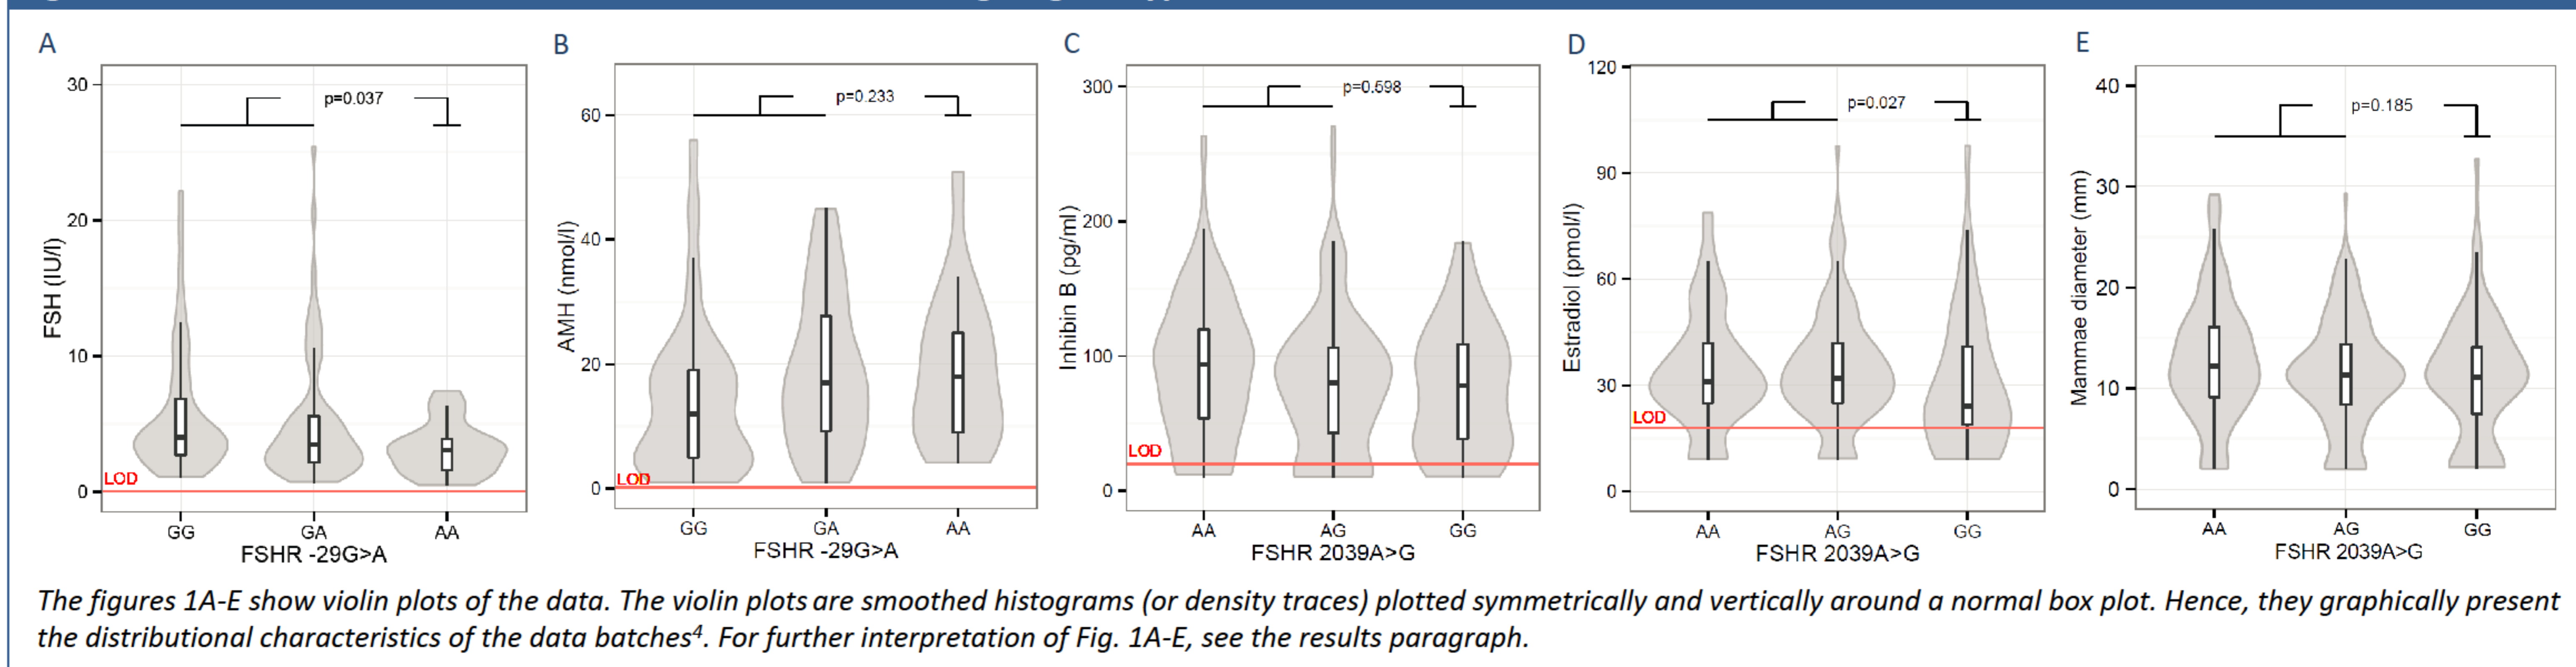 A
B
C
D
E
30
20
10
0
FSH (IU/l)
p=0.037
LOD
GG
GA
AA
FSHR -29G>A
60
40
20
0
AMH (nmol/l)
p=0.233
LOD
GG
GA
AA
FSHR -29G>A
300
200
100
0
Inhibin B (pg/ml)
p=0.598
LOD
AA
AG
GG
FSHR 2039A>G
120
90
60
30
0
Estradiol (pmol/l)
p=0.027
LOD
AA
AG
GG
FSHR 2039A>G
40
30
20
10
0
Mammae diameter (mm)
p=0.185
AA
AG
GG
FSHR 2039A>G
The figures 1A-E show violin plots of the data. The violin plots are smoothed histograms (or density traces) plotted symmetrically and vertically around a normal box plot. Hence, they graphically present
the distributional characteristics of the data batches⁴. For further interpretation of Fig. 1A-E, see the results paragraph.